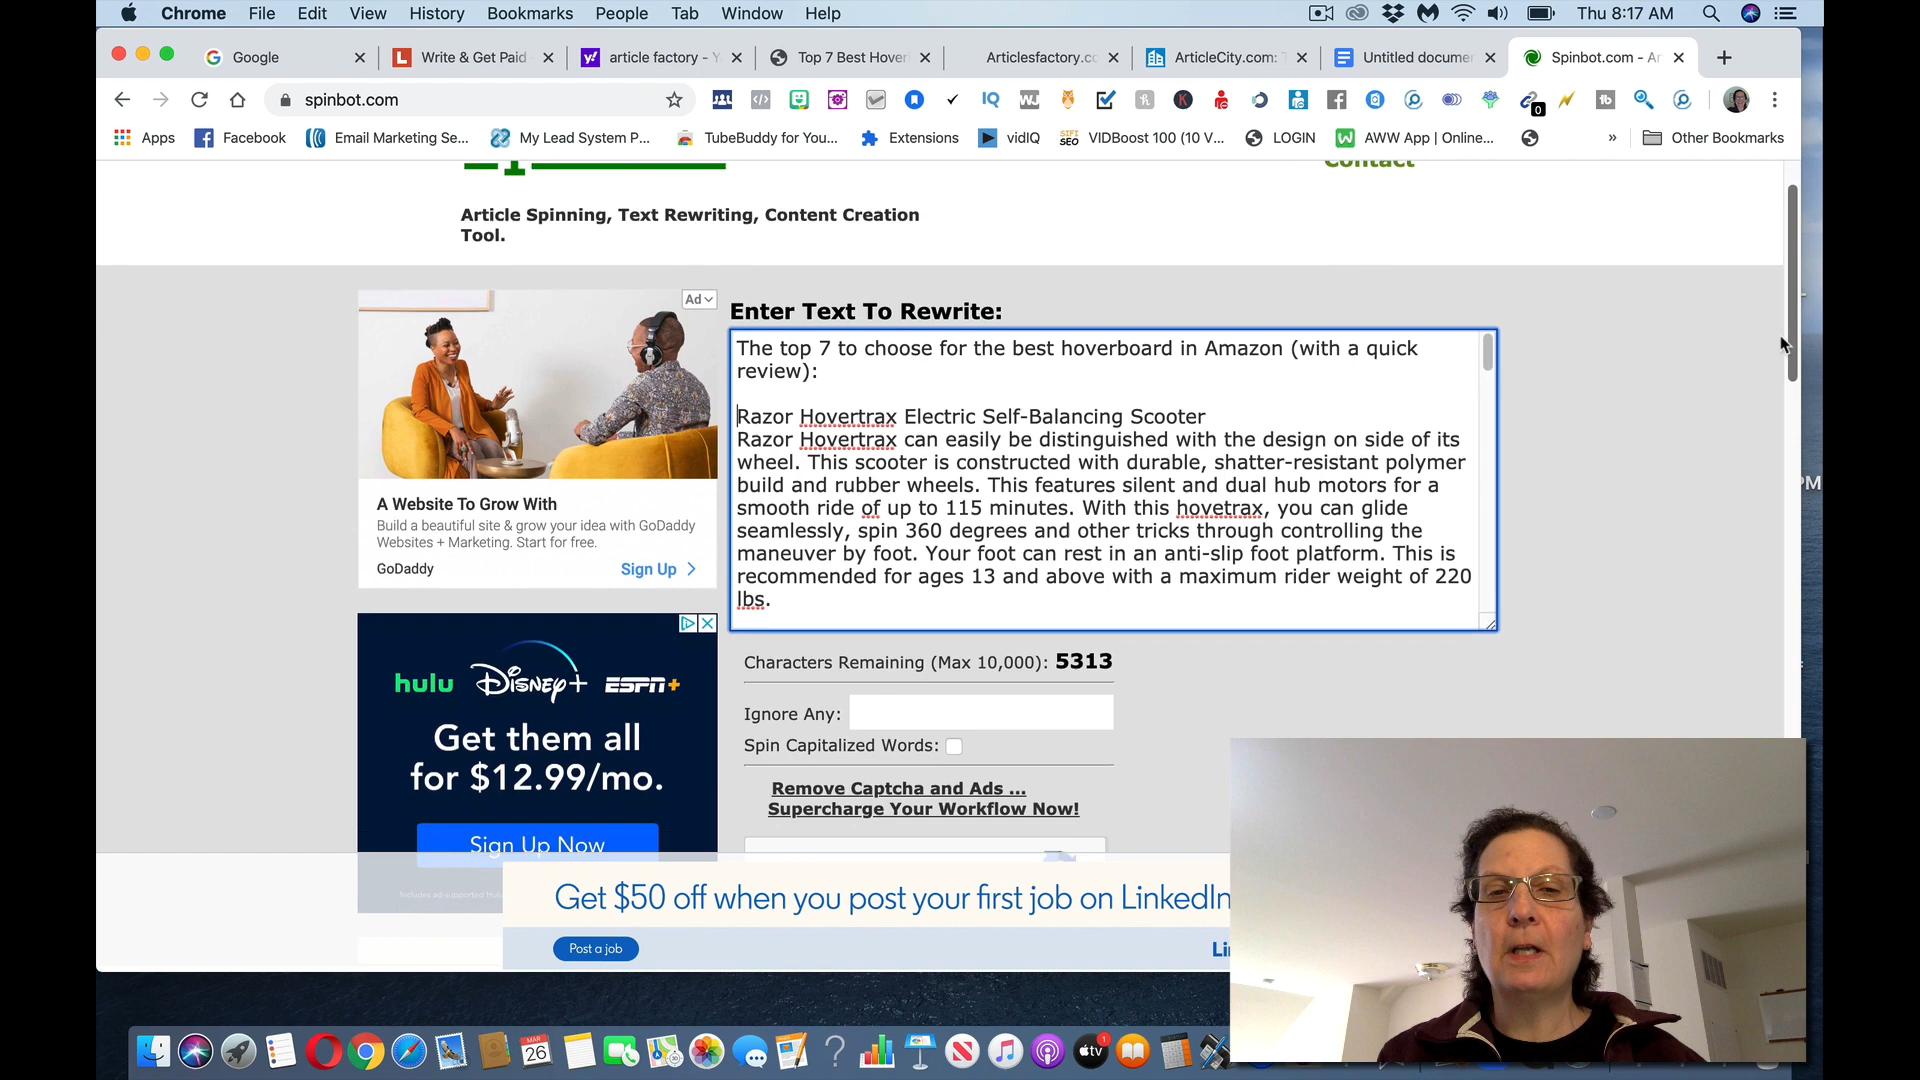 Chrome File Edit View History Bookmarks People Tab Window Help Thu 8:17 AM
Google Write & Get Paid article factory - Top 7 Best Hover Articlesfactory.co ArticleCity.com: T Untitled documen Spinbot.com - Ar
spinbot.com
Apps Facebook Email Marketing Se... My Lead System P... TubeBuddy for You... Extensions vidIQ VIDBoost 100 (10 V... LOGIN AWW App | Online... » Other Bookmarks
Contact
Article Spinning, Text Rewriting, Content Creation
Tool.
Ad
A Website To Grow With
Build a beautiful site & grow your idea with GoDaddy
Websites + Marketing. Start for free.
GoDaddy Sign Up
hulu Disney+ ESPN+
Get them all
for $12.99/mo.
Sign Up Now
Enter Text To Rewrite:
The top 7 to choose for the best hoverboard in Amazon (with a quick
review):
Razor Hovertrax Electric Self-Balancing Scooter
Razor Hovertrax can easily be distinguished with the design on side of its
wheel. This scooter is constructed with durable, shatter-resistant polymer
build and rubber wheels. This features silent and dual hub motors for a
smooth ride of up to 115 minutes. With this hovetrax, you can glide
seamlessly, spin 360 degrees and other tricks through controlling the
maneuver by foot. Your foot can rest in an anti-slip foot platform. This is
recommended for ages 13 and above with a maximum rider weight of 220
lbs.
Characters Remaining (Max 10,000): 5313
Ignore Any:
Spin Capitalized Words:
Remove Captcha and Ads ...
Supercharge Your Workflow Now!
Get $50 off when you post your first job on LinkedIn
Post a job
PM
MAR
26
tv
1